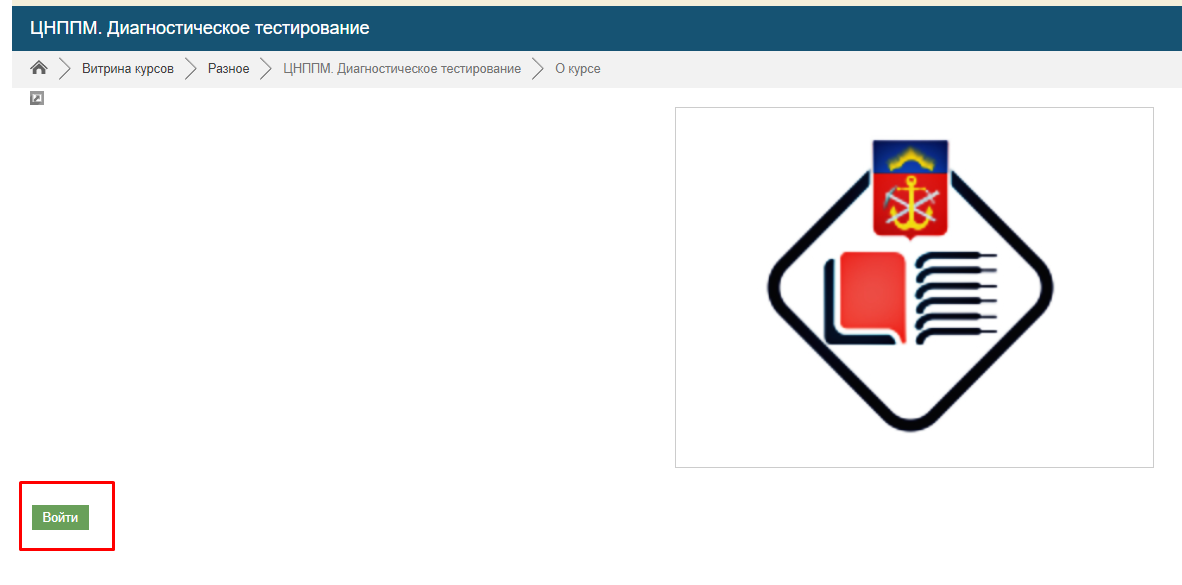 ЦНППМ. Диагностическое тестирование
Витрина курсов Разное ЦНППМ. Диагностическое тестирование О курсе
Войти